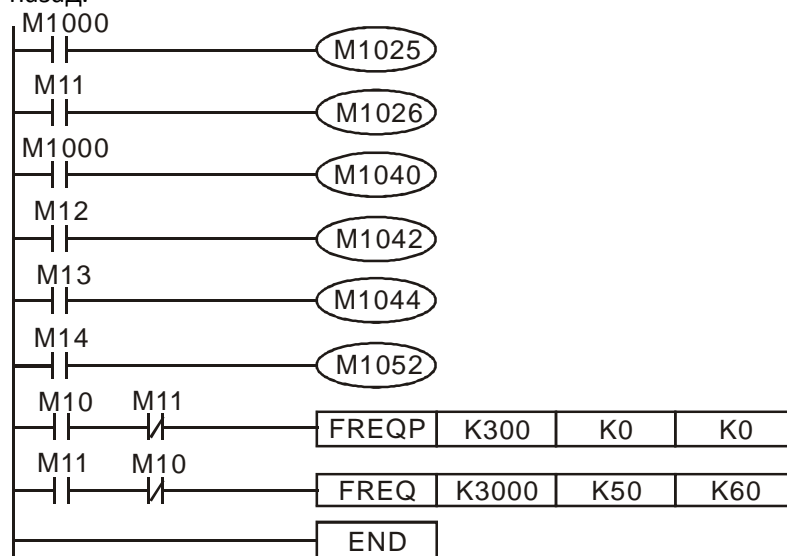 назад.
M1000
M1025
M11
M1026
M1000
M1040
M12
M1042
M13
M1044
M14
M1052
M10 M11
FREQP K300 K0 K0
M11 M10
FREQ K3000 K50 K60
END